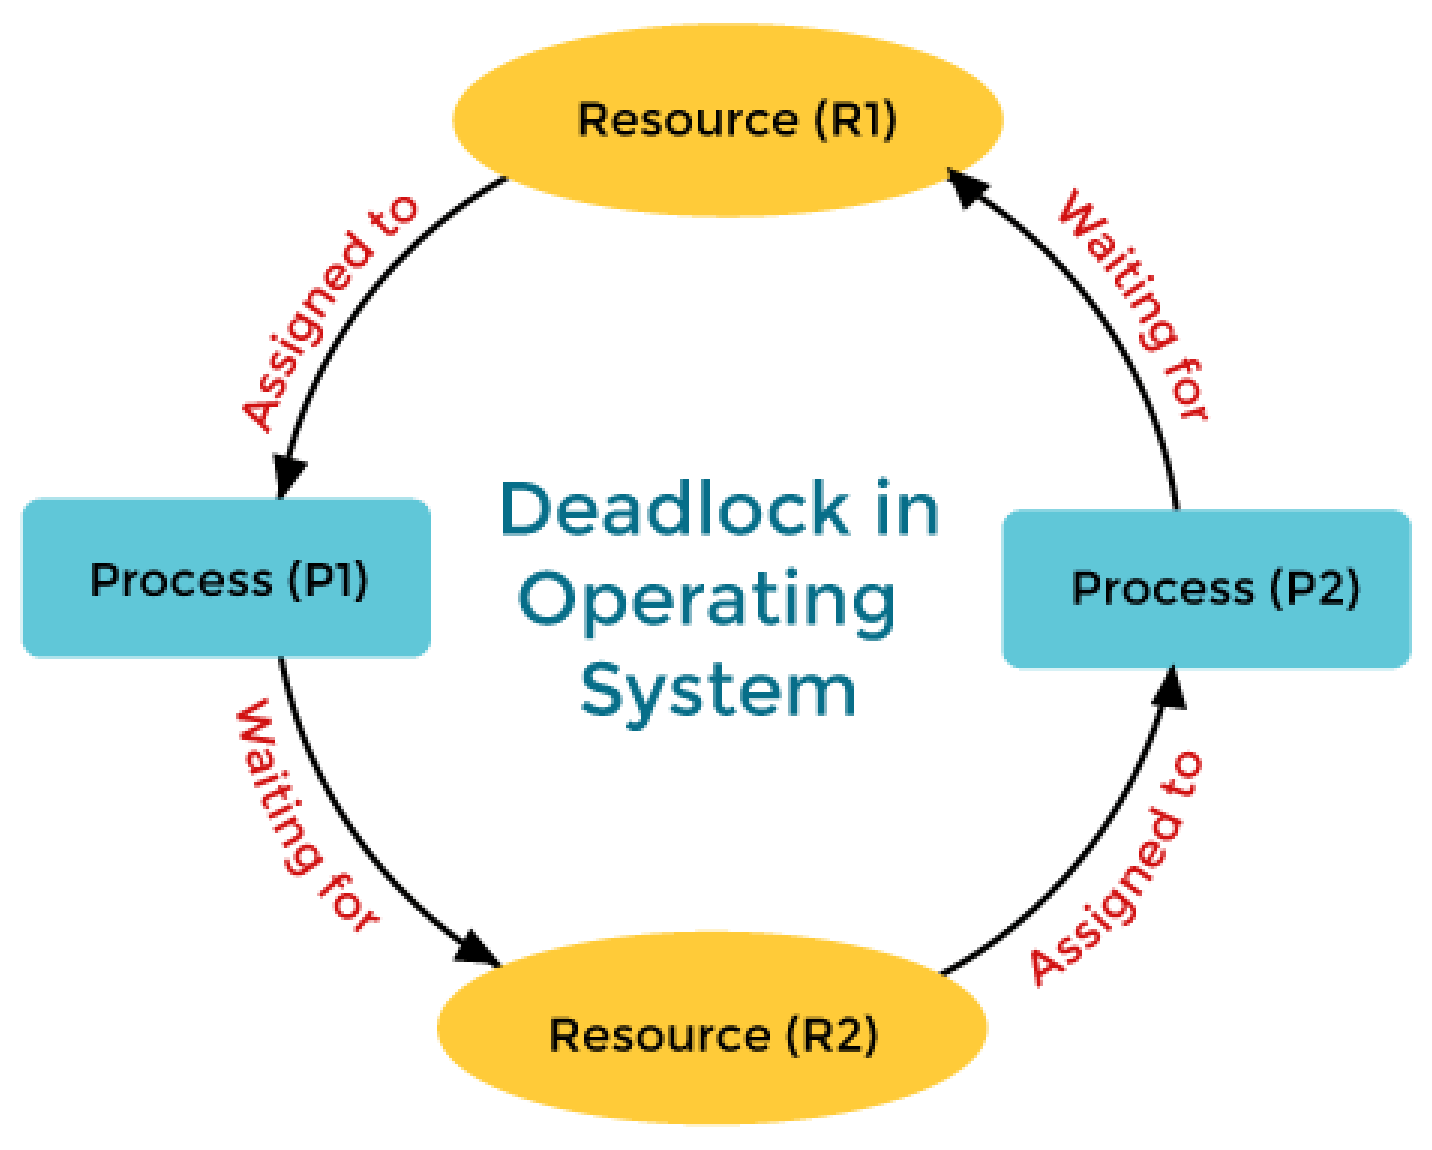 Resource (R1)
Assigned to
Waiting for
Deadlock in
Operating
System
Process (P1)
Process (P2)
Waiting for
Assigned to
Resource (R2)